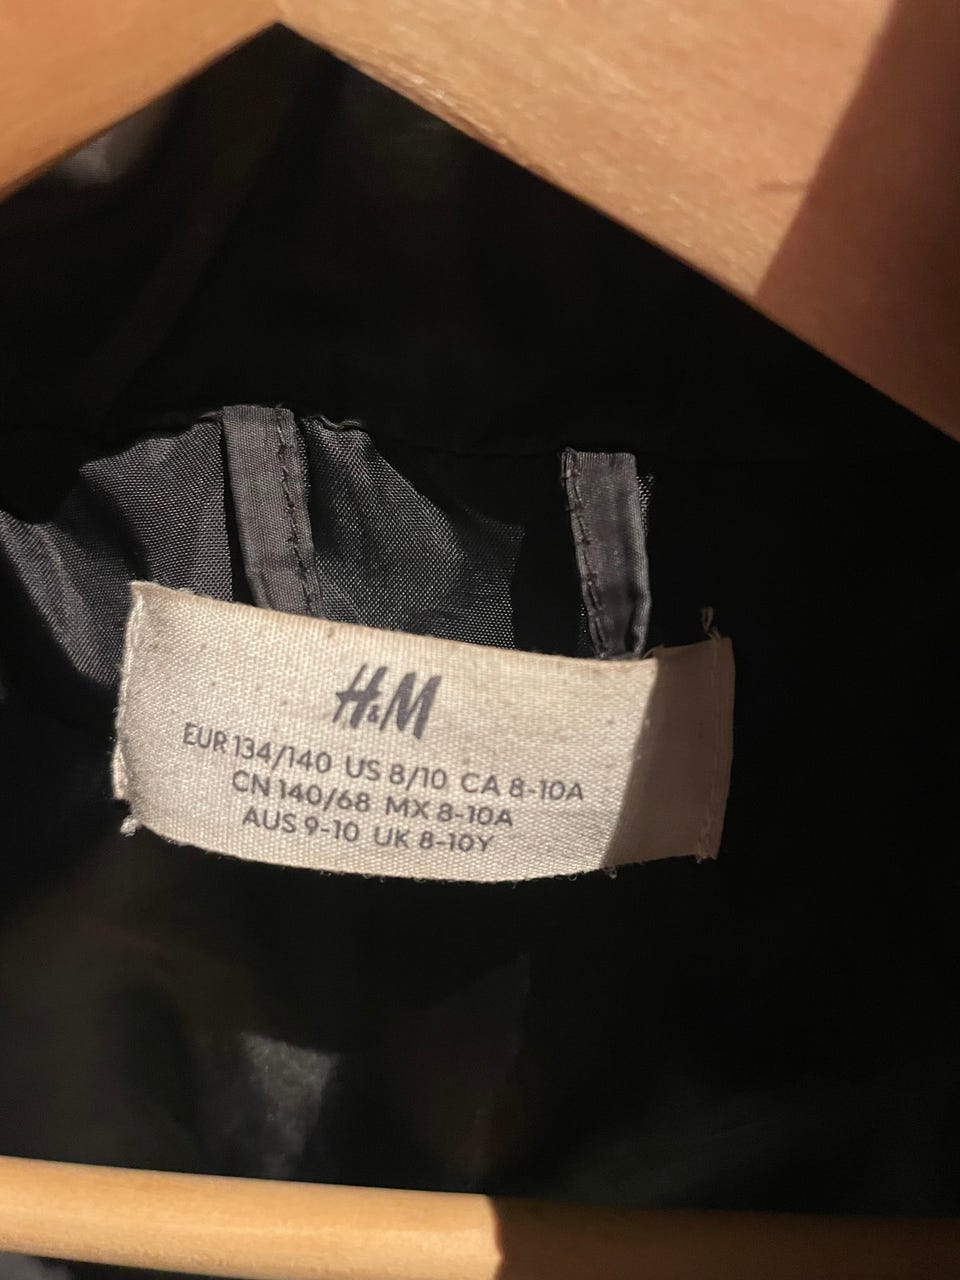 H&M
EUR 134/140 US 8/10 CA 8-10A
CN 140/68 MX 8-10A
AUS 9-10 UK 8-10Y